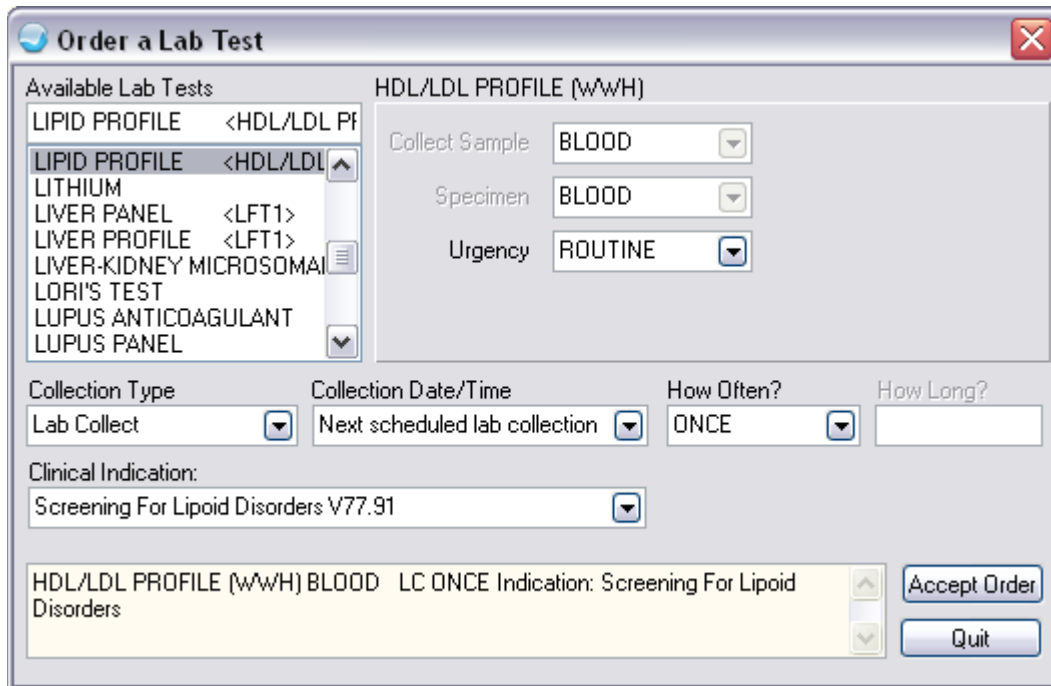 Order a Lab Test
Available Lab Tests
HDL/LDL PROFILE (WWH)
LIPID PROFILE <HDL/LDL PF
LIPID PROFILE <HDL/LDL
LITHIUM
LIVER PANEL <LFT1>
LIVER PROFILE <LFT1>
LIVER-KIDNEY MICROSOMAL
LORI'S TEST
LUPUS ANTICOAGULANT
LUPUS PANEL
Collect Sample BLOOD
Specimen BLOOD
Urgency ROUTINE
Collection Type Collection Date/Time How Often? How Long?
Lab Collect Next scheduled lab collection ONCE
Clinical Indication:
Screening For Lipoid Disorders V77.91
HDL/LDL PROFILE (WWH) BLOOD LC ONCE Indication: Screening For Lipoid
Disorders
Accept Order
Quit